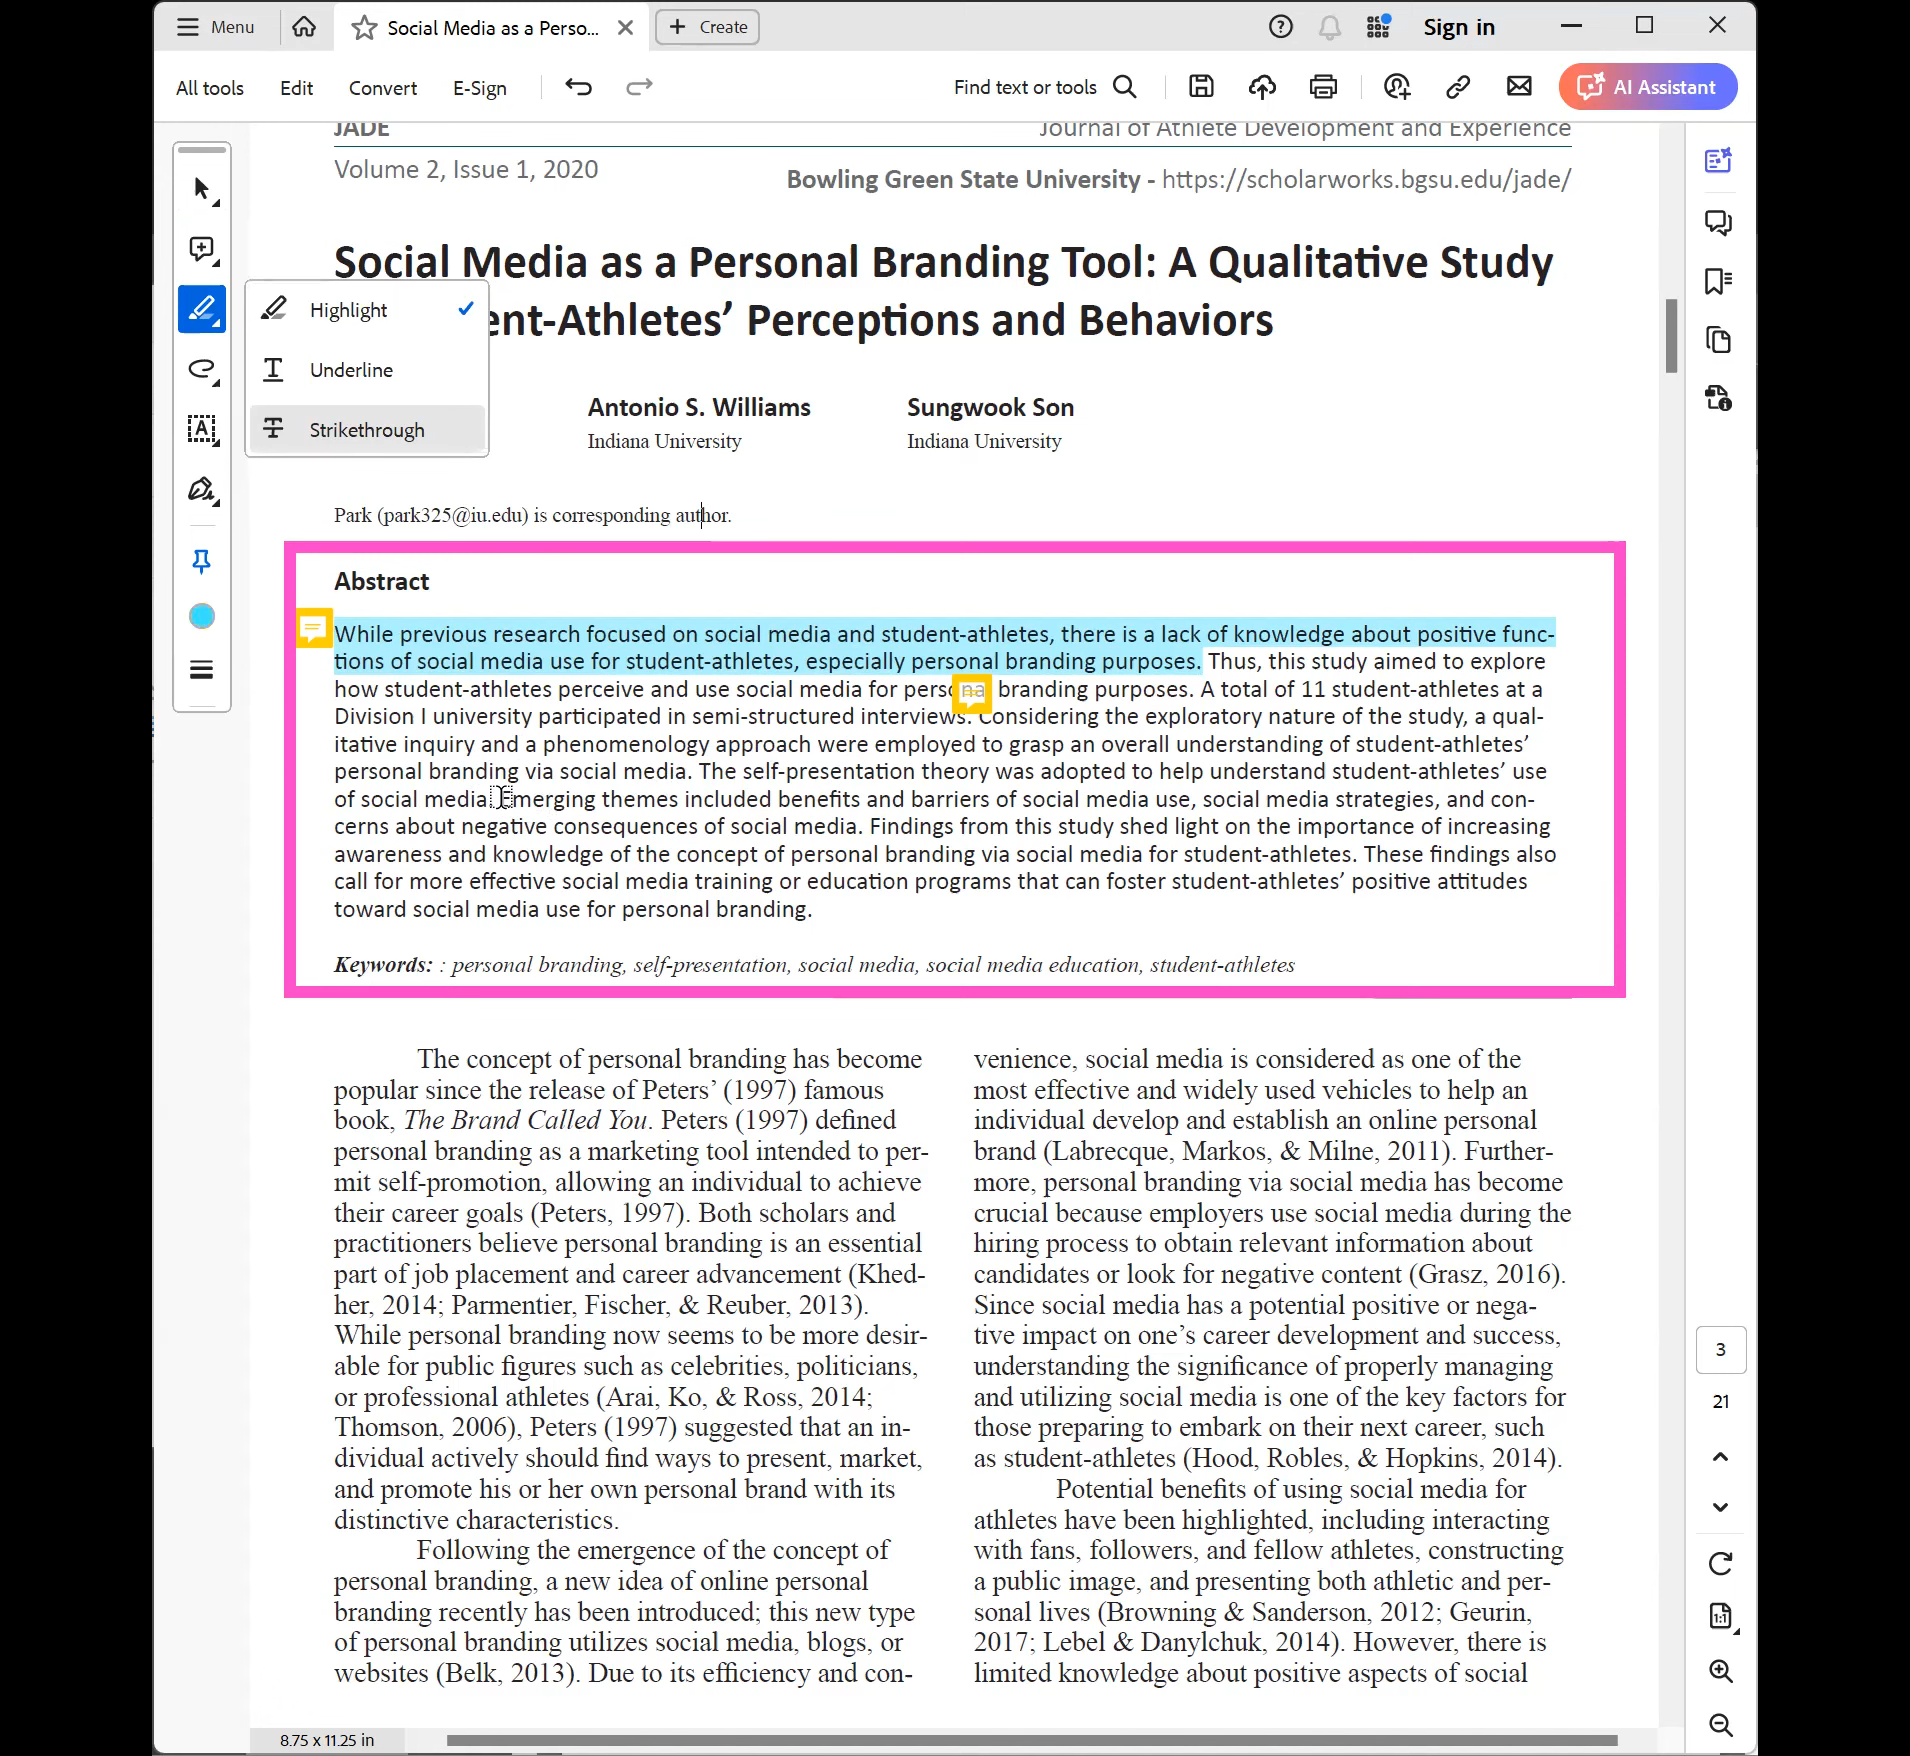 Menu
Social Media as a Perso...
Create
Sign in
All tools
Edit
Convert
E-Sign
Find text or tools
AI Assistant
JADE
Journal of Athlete Development and Experience
Volume 2, Issue 1, 2020
Bowling Green State University - https://scholarworks.bgsu.edu/jade/
Social Media as a Personal Branding Tool: A Qualitative Study
ent-Athletes’ Perceptions and Behaviors
Highlight
Underline
Strikethrough
Antonio S. Williams
Indiana University
Sungwook Son
Indiana University
Park (park325@iu.edu) is corresponding author.
Abstract
While previous research focused on social media and student-athletes, there is a lack of knowledge about positive func-
tions of social media use for student-athletes, especially personal branding purposes. Thus, this study aimed to explore
how student-athletes perceive and use social media for personal branding purposes. A total of 11 student-athletes at a
Division I university participated in semi-structured interviews. Considering the exploratory nature of the study, a qual-
itative inquiry and a phenomenology approach were employed to grasp an overall understanding of student-athletes’
personal branding via social media. The self-presentation theory was adopted to help understand student-athletes’ use
of social media. Emerging themes included benefits and barriers of social media use, social media strategies, and con-
cerns about negative consequences of social media. Findings from this study shed light on the importance of increasing
awareness and knowledge of the concept of personal branding via social media for student-athletes. These findings also
call for more effective social media training or education programs that can foster student-athletes’ positive attitudes
toward social media use for personal branding.
Keywords: : personal branding, self-presentation, social media, social media education, student-athletes
The concept of personal branding has become
popular since the release of Peters’ (1997) famous
book, The Brand Called You. Peters (1997) defined
personal branding as a marketing tool intended to per-
mit self-promotion, allowing an individual to achieve
their career goals (Peters, 1997). Both scholars and
practitioners believe personal branding is an essential
part of job placement and career advancement (Khed-
her, 2014; Parmentier, Fischer, & Reuber, 2013).
While personal branding now seems to be more desir-
able for public figures such as celebrities, politicians,
or professional athletes (Arai, Ko, & Ross, 2014;
Thomson, 2006), Peters (1997) suggested that an in-
dividual actively should find ways to present, market,
and promote his or her own personal brand with its
distinctive characteristics.
Following the emergence of the concept of
personal branding, a new idea of online personal
branding recently has been introduced; this new type
of personal branding utilizes social media, blogs, or
websites (Belk, 2013). Due to its efficiency and con-
venience, social media is considered as one of the
most effective and widely used vehicles to help an
individual develop and establish an online personal
brand (Labrecque, Markos, & Milne, 2011). Further-
more, personal branding via social media has become
crucial because employers use social media during the
hiring process to obtain relevant information about
candidates or look for negative content (Grasz, 2016).
Since social media has a potential positive or nega-
tive impact on one’s career development and success,
understanding the significance of properly managing
and utilizing social media is one of the key factors for
those preparing to embark on their next career, such
as student-athletes (Hood, Robles, & Hopkins, 2014).
Potential benefits of using social media for
athletes have been highlighted, including interacting
with fans, followers, and fellow athletes, constructing
a public image, and presenting both athletic and per-
sonal lives (Browning & Sanderson, 2012; Geurin,
2017; Lebel & Danylchuk, 2014). However, there is
limited knowledge about positive aspects of social
3
21
8.75 x 11.25 in